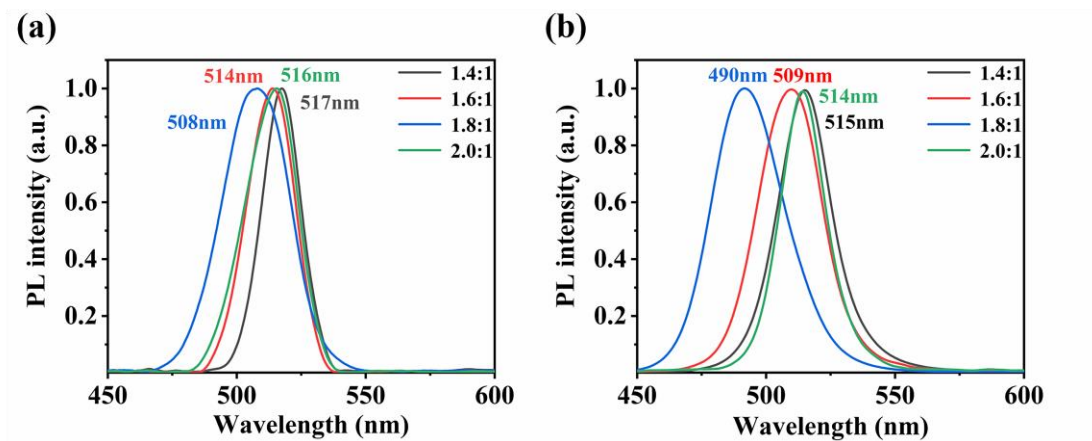 (a)
PL intensity (a.u.)
1.0
0.8
0.6
0.4
0.2
450
500
550
600
Wavelength (nm)
514nm
516nm
517nm
508nm
1.4:1
1.6:1
1.8:1
2.0:1
(b)
PL intensity (a.u.)
1.0
0.8
0.6
0.4
0.2
450
500
550
600
Wavelength (nm)
490nm
509nm
514nm
515nm
1.4:1
1.6:1
1.8:1
2.0:1